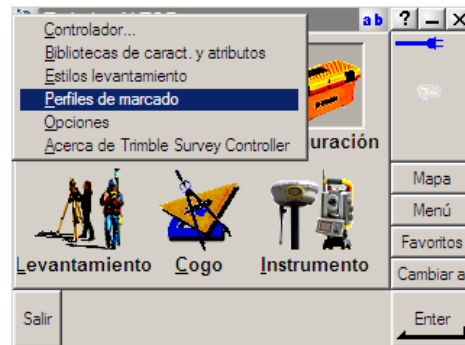 ab ? – X
Controlador...
Bibliotecas de caract. y atributos
Estilos levantamiento
Perfiles de marcado
Opciones
Acerca de Trimble Survey Controller
uración
Levantamiento Cogo Instrumento
Mapa
Menú
Favoritos
Cambiar a
Salir
Enter